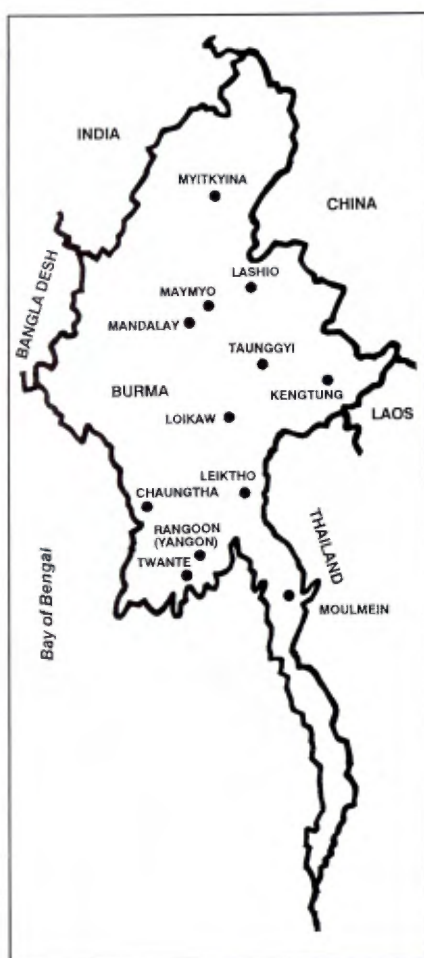 INDIA
MYITKYINA
CHINA
LASHIO
MAYMYO
MANDALAY
BANGLA DESH
TAUNGGYI
BURMA
KENGTUNG
LOIKAW
LAOS
LEIKTHO
CHAUNGTHA
RANGOON
(YANGON)
THAILAND
TWANTE
MOULMEIN
Bay of Bengal